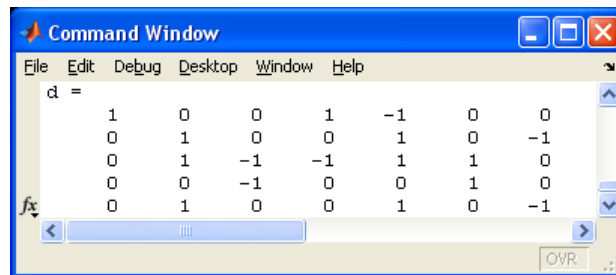 Command Window
File Edit Debug Desktop Window Help
d =
1 0 0 1 -1 0 0
0 1 0 0 1 0 -1
0 1 -1 -1 1 1 0
0 0 -1 0 0 1 0
fx 0 1 0 0 1 0 -1
OVR